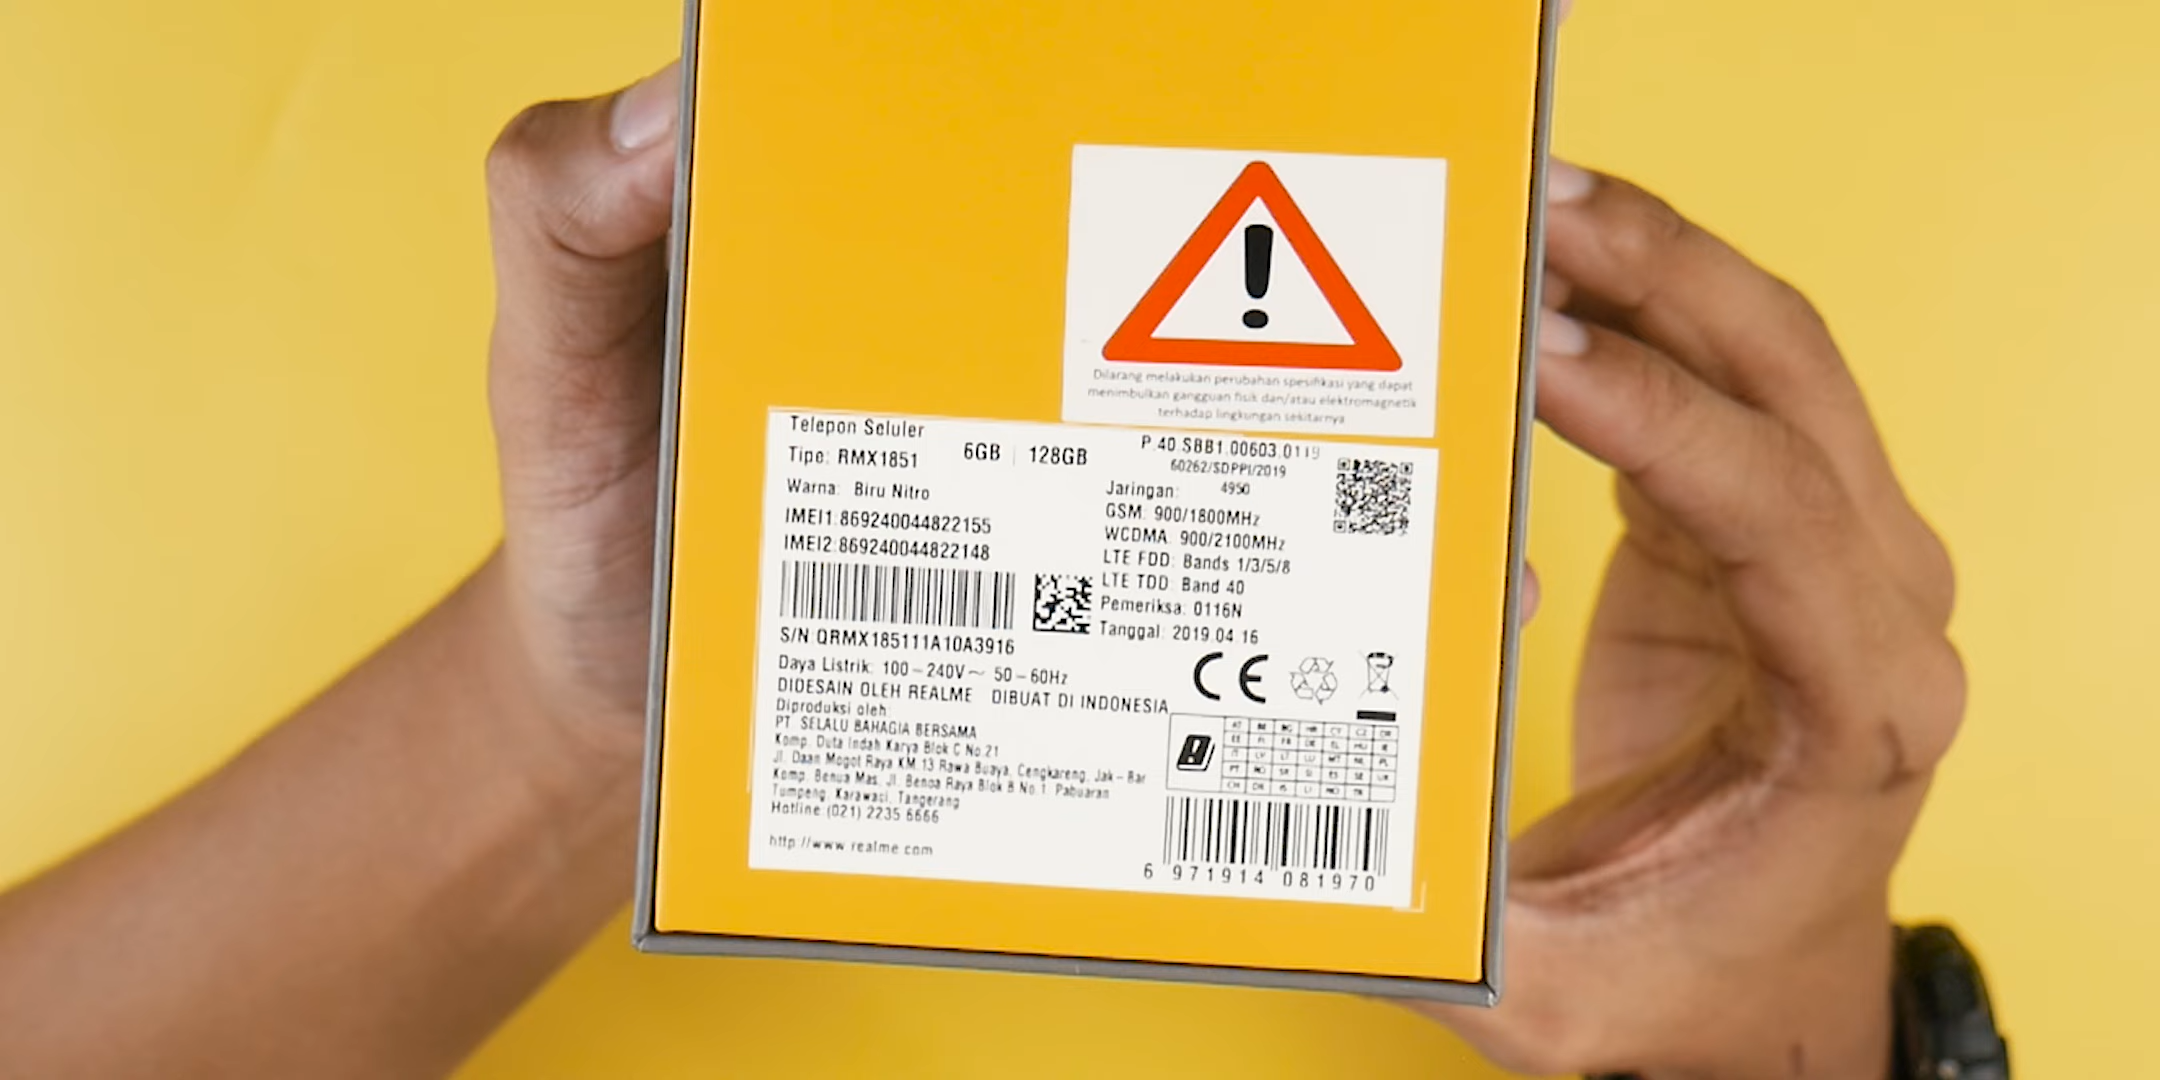 Dilarang melakukan perubahan spesifikasi yang dapat
menimbulkan gangguan fisik dan/atau elektromagnetik
terhadap lingkungan sekitarnya
Telepon Seluler
Tipe: RMX1851
6GB | 128GB
Warna: Biru Nitro
IMEI1:869240044822155
IMEI2:869240044822148
S/N:QRMX185111A10A3916
P.40.SBB1.00603.0119
60262/SDPPI/2019
4950
Jaringan:
GSM: 900/1800MHz
WCDMA: 900/2100MHz
LTE FDD: Bands 1/3/5/8
LTE TDD: Band 40
Pemeriksa: 0116N
Tanggal: 2019.04.16
Daya Listrik: 100-240V~ 50-60Hz
DIDESAIN OLEH REALME DIBUAT DI INDONESIA
Diproduksi oleh:
PT. SELALU BAHAGIA BERSAMA
Komp. Duta Indah Karya Blok C No.21
Jl. Daan Mogot Raya KM.13 Rawa Buaya, Cengkareng, Jak-Bar
Komp. Benua Mas, Jl. Benoa Raya Blok B No.1 Pabuaran
Tumpeng, Karawaci, Tangerang
Hotline:(021) 2235 6666
http://www.realme.com
CE
6 971914 081970